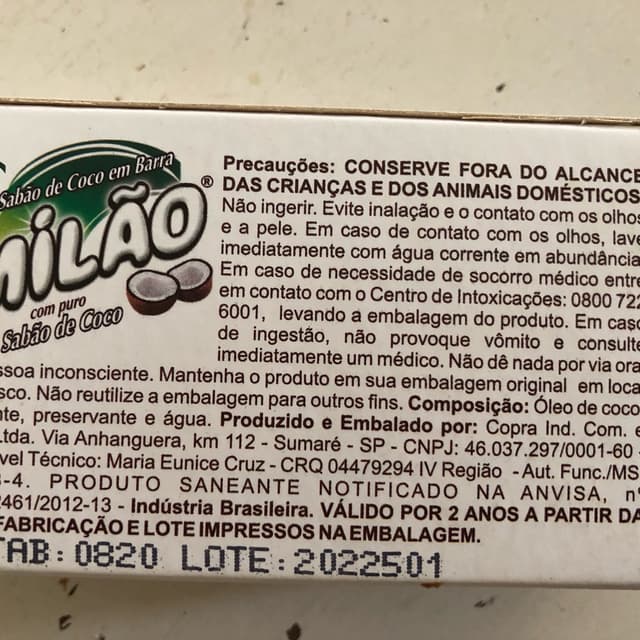 Sabão de Coco em Barra
MILÃO®
com puro
Sabão de Coco
Precauções: CONSERVE FORA DO ALCANCE
DAS CRIANÇAS E DOS ANIMAIS DOMÉSTICOS
Não ingerir. Evite inalação e o contato com os olhos
e a pele. Em caso de contato com os olhos, lave
imediatamente com água corrente em abundância
Em caso de necessidade de socorro médico entre
em contato com o Centro de Intoxicações: 0800 722
6001, levando a embalagem do produto. Em caso
de ingestão, não provoque vômito e consulte
imediatamente um médico. Não dê nada por via ora
ssoa inconsciente. Mantenha o produto em sua embalagem original em loca
sco. Não reutilize a embalagem para outros fins. Composição: Óleo de coco
nte, preservante e água. Produzido e Embalado por: Copra Ind. Com. e
Ltda. Via Anhanguera, km 112 - Sumaré - SP - CNPJ: 46.037.297/0001-60 -
vel Técnico: Maria Eunice Cruz - CRQ 04479294 IV Região - Aut. Func./MS
3-4. PRODUTO SANEANTE NOTIFICADO NA ANVISA, n
2461/2012-13 - Indústria Brasileira. VÁLIDO POR 2 ANOS A PARTIR DA
FABRICAÇÃO E LOTE IMPRESSOS NA EMBALAGEM.
FAB: 0820 LOTE: 2022501